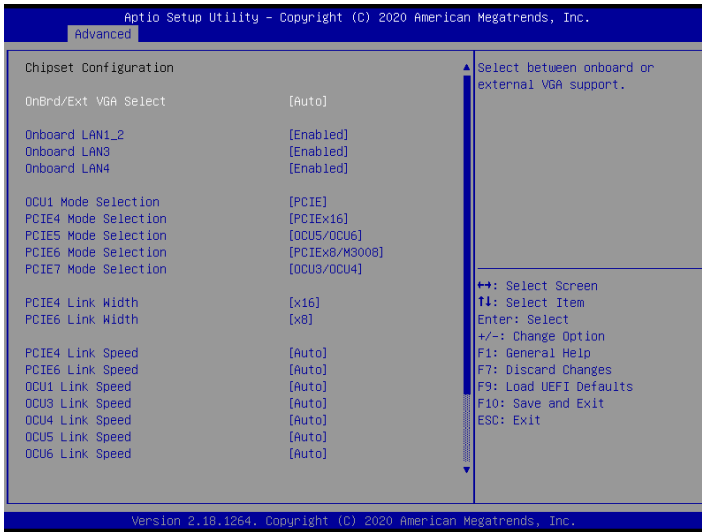 Aptio Setup Utility – Copyright (C) 2020 American Megatrends, Inc.
Advanced
Chipset Configuration
OnBrd/Ext VGA Select [Auto]
Onboard LAN1_2 [Enabled]
Onboard LAN3 [Enabled]
Onboard LAN4 [Enabled]
OCU1 Mode Selection [PCIE]
PCIE4 Mode Selection [PCIEx16]
PCIE5 Mode Selection [OCU5/OCU6]
PCIE6 Mode Selection [PCIEx8/M3008]
PCIE7 Mode Selection [OCU3/OCU4]
PCIE4 Link Width [x16]
PCIE6 Link Width [x8]
PCIE4 Link Speed [Auto]
PCIE6 Link Speed [Auto]
OCU1 Link Speed [Auto]
OCU3 Link Speed [Auto]
OCU4 Link Speed [Auto]
OCU5 Link Speed [Auto]
OCU6 Link Speed [Auto]
Select between onboard or
external VGA support.
↔: Select Screen
↑↓: Select Item
Enter: Select
+/-: Change Option
F1: General Help
F7: Discard Changes
F9: Load UEFI Defaults
F10: Save and Exit
ESC: Exit
Version 2.18.1264. Copyright (C) 2020 American Megatrends, Inc.